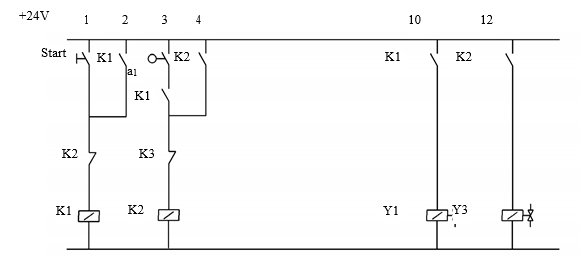 +24V 1 2 3 4 10 12
Start K1 K2 K1 K2
a1
K1
K2 K3
K1 K2 Y1 Y3